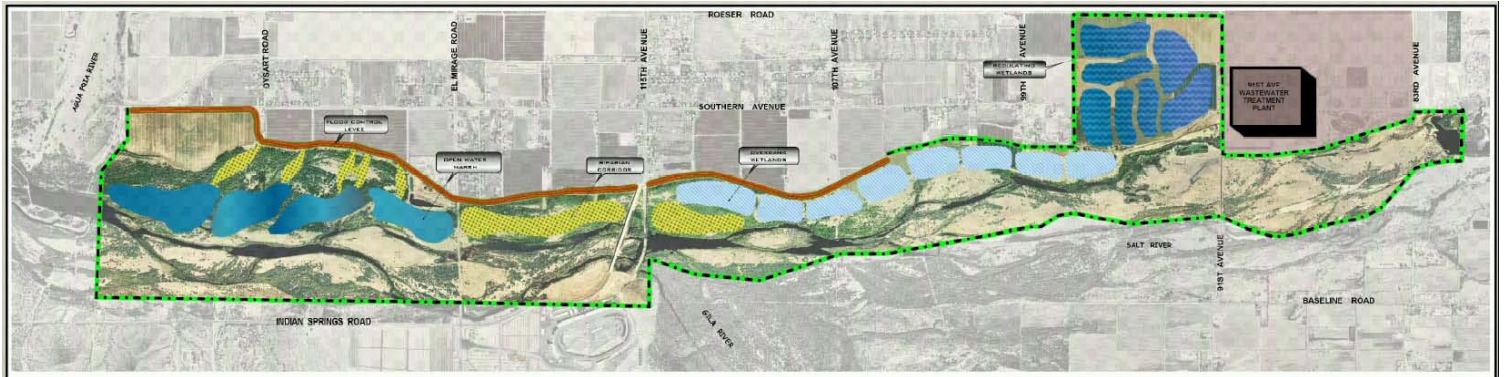 ROESER ROAD
AGUA FRIA RIVER
DYSART ROAD
EL MIRAGE ROAD
115TH AVENUE
107TH AVENUE
99TH AVENUE
REGULATING
WETLANDS
91ST AVE
WASTEWATER
TREATMENT
PLANT
83RD AVENUE
SOUTHERN AVENUE
FLOOD CONTROL
LEVEE
OPEN WATER
MARSH
RIPARIAN
CORRIDOR
OVERBANK
WETLANDS
SALT RIVER
91ST AVENUE
BASELINE ROAD
INDIAN SPRINGS ROAD
GILA RIVER